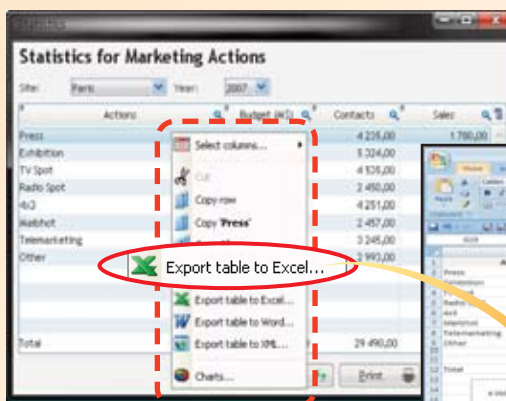 Statistics
Statistics for Marketing Actions
Site: Paris Year: 2007
Actions Budget (HT) Contacts Sales
Press 4 235,00 1 780,00
Exhibition 5 324,00
TV Spot 4 535,00
Radio Spot 2 450,00
4x3 4 251,00
Mailshot 2 457,00
Telemarketing 3 245,00
Other 2 993,00
Total 29 490,00
Select columns...
Cut
Copy row
Copy 'Press'
Export table to Excel...
Export table to Excel...
Export table to Word...
Export table to XML...
Charts...
Print
Press
Exhibition
Radio Spot
4x3
Mailshot
Telemarketing
Other
Total